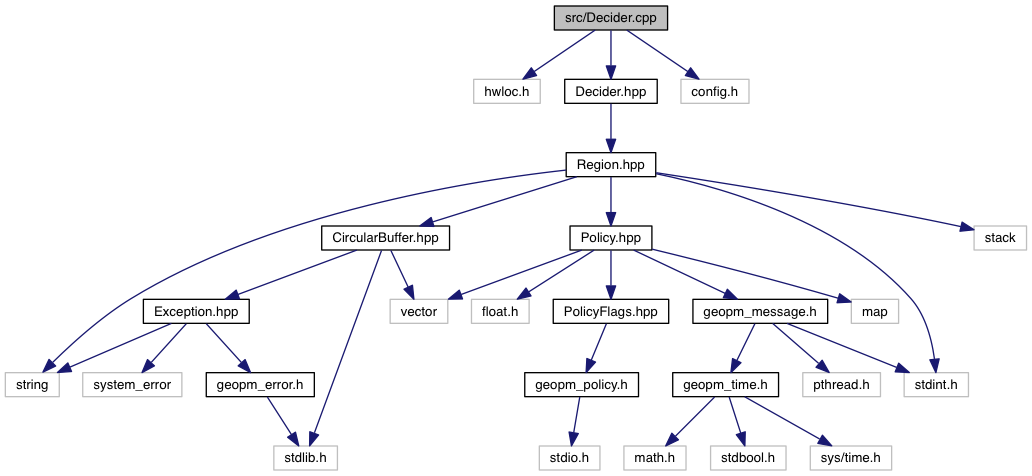 src/Decider.cpp
hwloc.h
Decider.hpp
config.h
Region.hpp
CircularBuffer.hpp
Policy.hpp
stack
Exception.hpp
vector
float.h
PolicyFlags.hpp
geopm_message.h
map
string
system_error
geopm_error.h
geopm_policy.h
geopm_time.h
pthread.h
stdint.h
stdlib.h
stdio.h
math.h
stdbool.h
sys/time.h